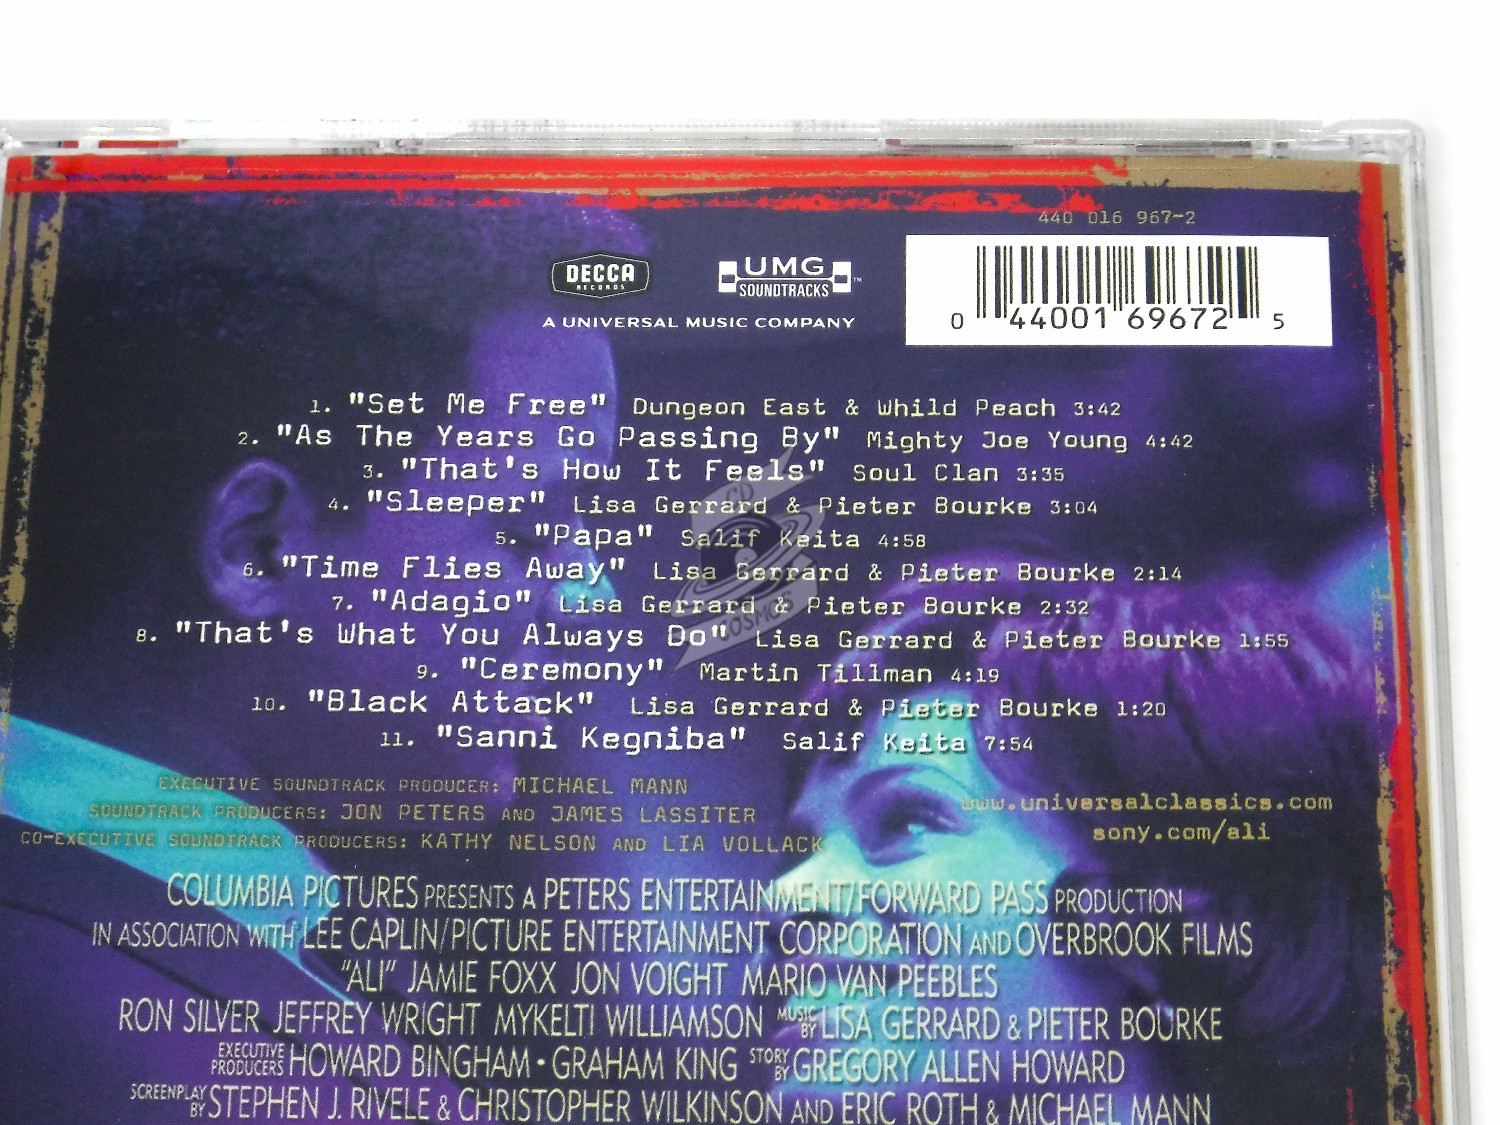 440 016 967-2
DECCA
RECORDS
UMG
SOUNDTRACKS™
A UNIVERSAL MUSIC COMPANY
0 44001 69672 5
1. "Set Me Free" Dungeon East & Whild Peach 3:42
2. "As The Years Go Passing By" Mighty Joe Young 4:42
3. "That's How It Feels" Soul Clan 3:35
4. "Sleeper" Lisa Gerrard & Pieter Bourke 3:04
5. "Papa" Salif Keita 4:58
6. "Time Flies Away" Lisa Gerrard & Pieter Bourke 2:14
7. "Adagio" Lisa Gerrard & Pieter Bourke 2:32
8. "That's What You Always Do" Lisa Gerrard & Pieter Bourke 1:55
9. "Ceremony" Martin Tillman 4:19
10. "Black Attack" Lisa Gerrard & Pieter Bourke 1:20
11. "Sanni Kegniba" Salif Keita 7:54
CD
COSMOS
EXECUTIVE SOUNDTRACK PRODUCER: MICHAEL MANN
SOUNDTRACK PRODUCERS: JON PETERS AND JAMES LASSITER
CO-EXECUTIVE SOUNDTRACK PRODUCERS: KATHY NELSON AND LIA VOLLACK
www.universalclassics.com
sony.com/ali
COLUMBIA PICTURES PRESENTS A PETERS ENTERTAINMENT/FORWARD PASS PRODUCTION
IN ASSOCIATION WITH LEE CAPLIN/PICTURE ENTERTAINMENT CORPORATION AND OVERBROOK FILMS
"ALI" JAMIE FOXX JON VOIGHT MARIO VAN PEEBLES
RON SILVER JEFFREY WRIGHT MYKELTI WILLIAMSON MUSIC BY LISA GERRARD & PIETER BOURKE
EXECUTIVE PRODUCERS HOWARD BINGHAM • GRAHAM KING STORY BY GREGORY ALLEN HOWARD
SCREENPLAY BY STEPHEN J. RIVELE & CHRISTOPHER WILKINSON AND ERIC ROTH & MICHAEL MANN